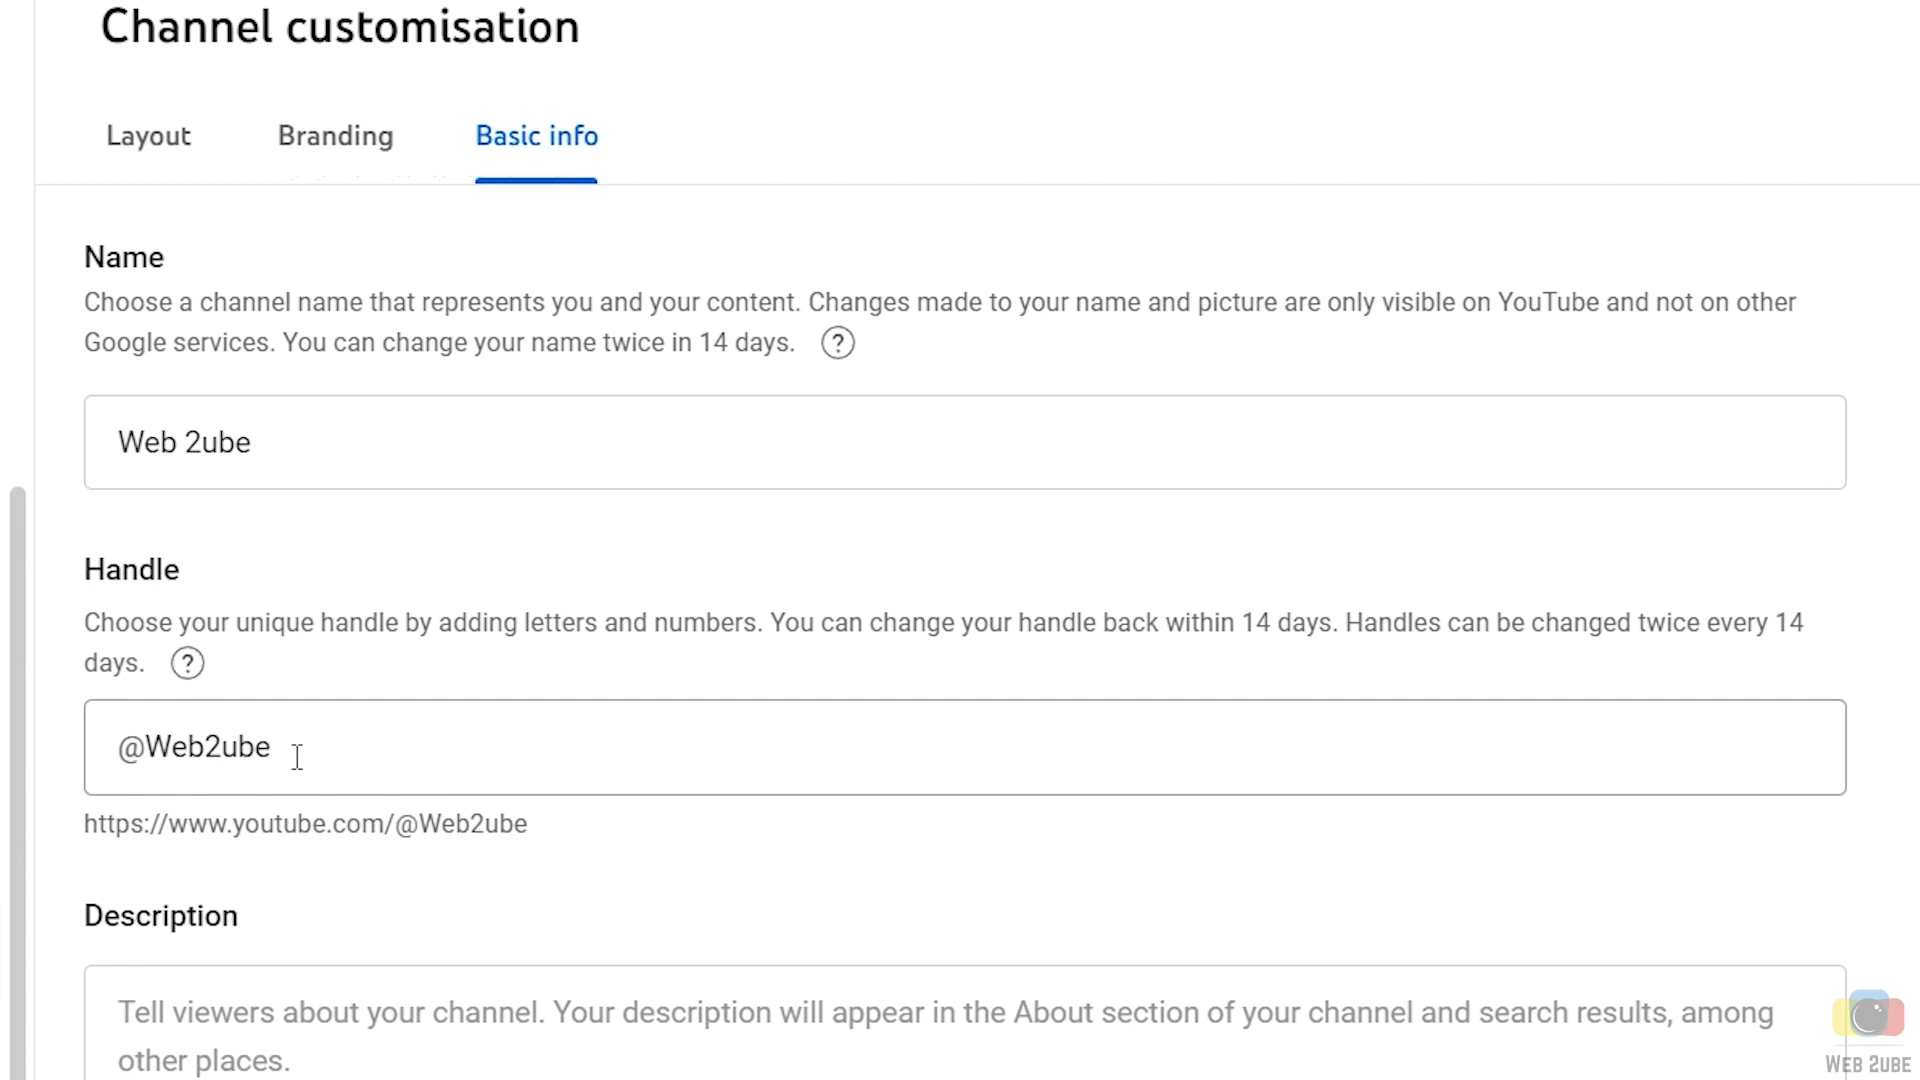 Channel customisation
Layout Branding Basic info
Name
Choose a channel name that represents you and your content. Changes made to your name and picture are only visible on YouTube and not on other
Google services. You can change your name twice in 14 days. ?
Web 2ube
Handle
Choose your unique handle by adding letters and numbers. You can change your handle back within 14 days. Handles can be changed twice every 14
days. ?
@Web2ube
https://www.youtube.com/@Web2ube
Description
Tell viewers about your channel. Your description will appear in the About section of your channel and search results, among
other places.
WEB 2UBE